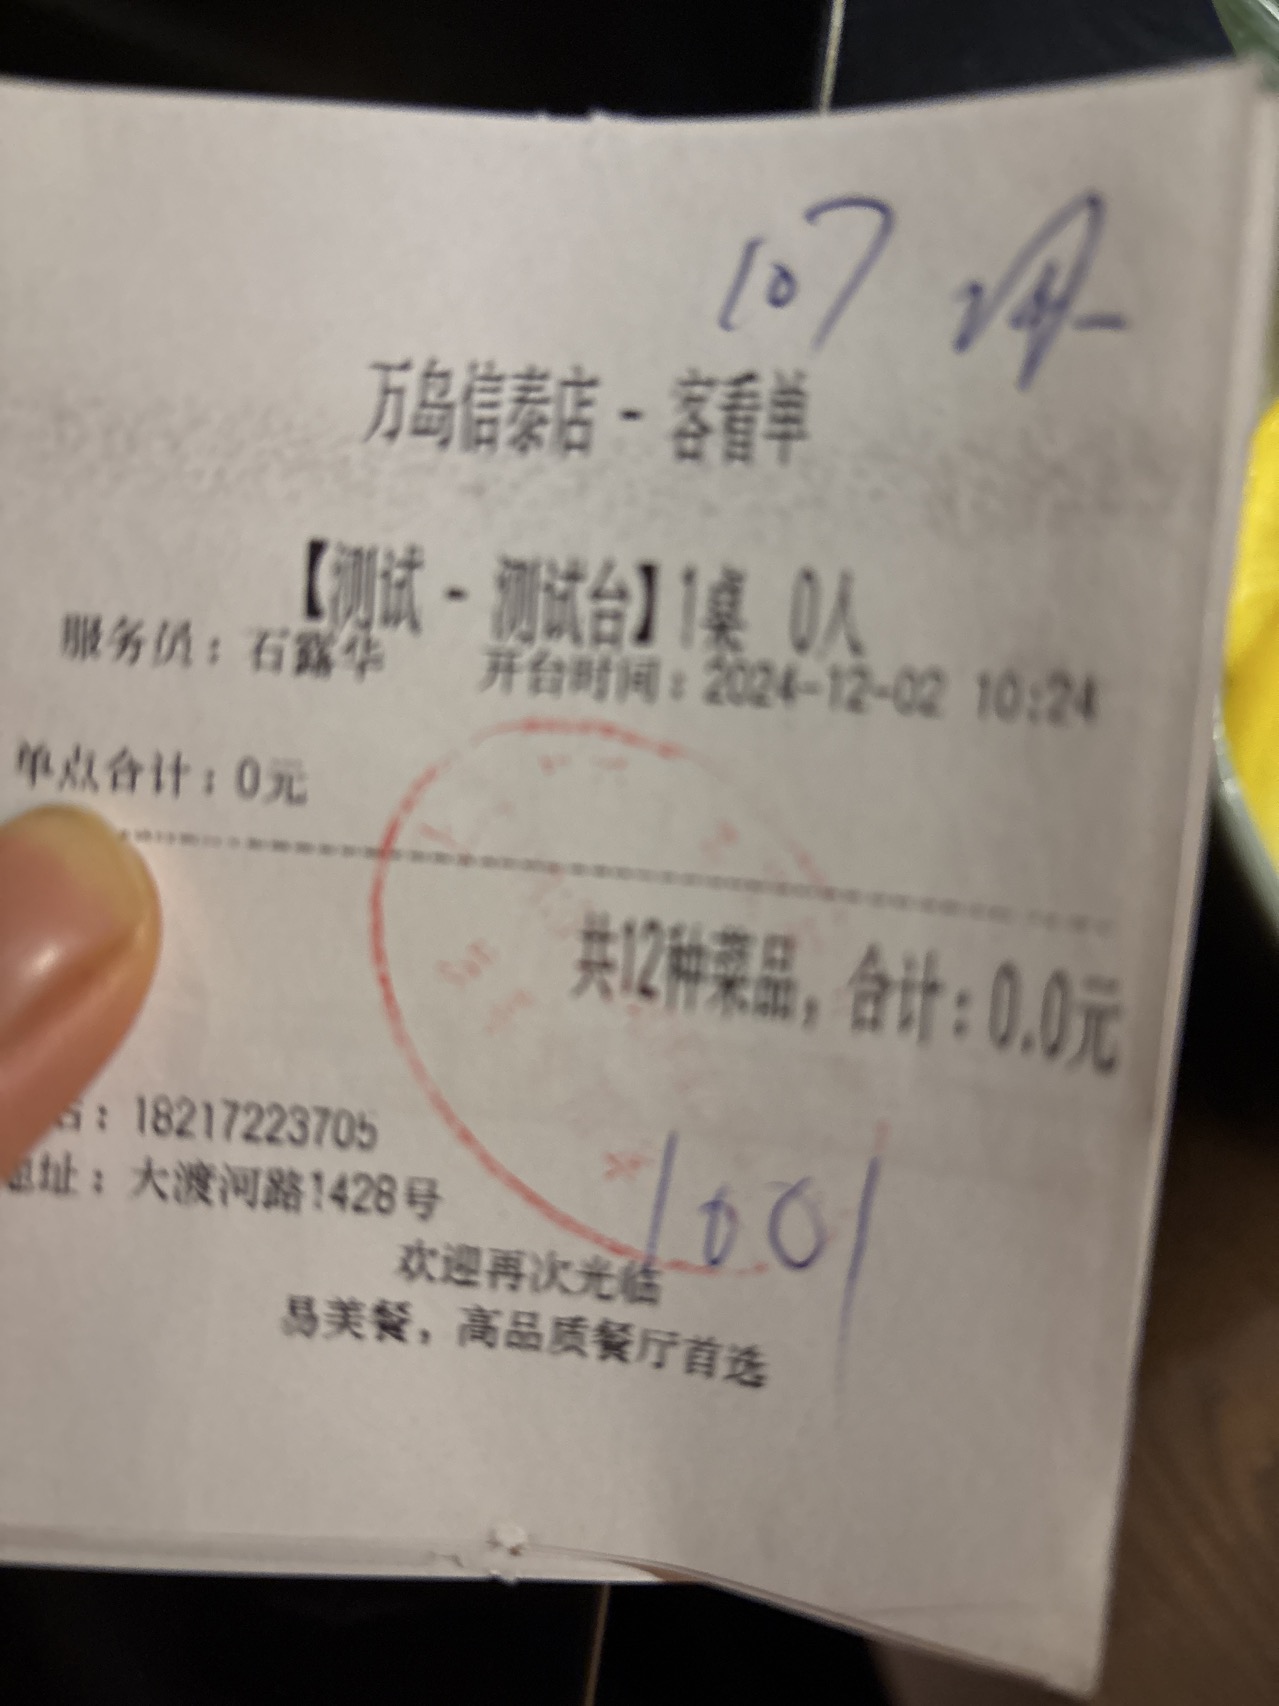 107
万岛信泰店 - 客看单
【测试 - 测试台】1桌 0人
服务员：石露华 开台时间：2024-12-02 10:24
单点合计：0元
共12种菜品，合计：0.0元
：18217223705
地址：大渡河路1428号
1001
欢迎再次光临
易美餐，高品质餐厅首选